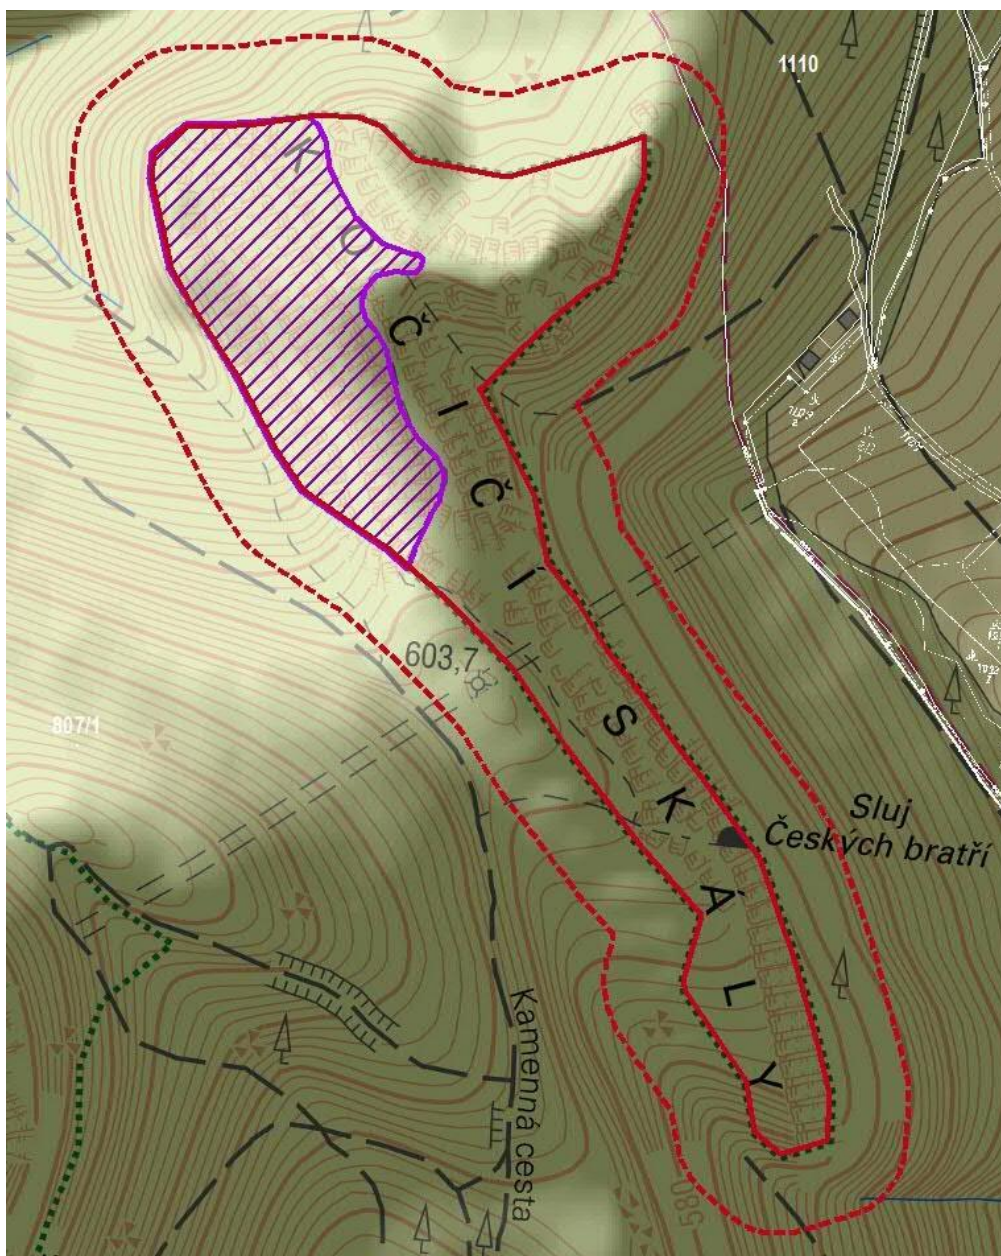 1110
KOČIČÍ SKÁLY
603,7
807/1
Sluj
Českých bratří
Kamenná cesta
580